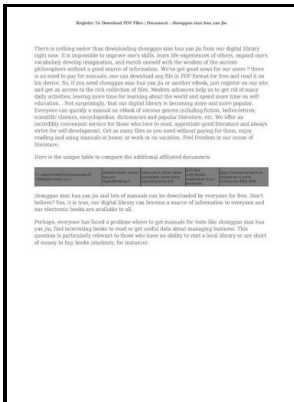 Register To Download PDF Files | Document - zhongguo xian hua yan jiu
There is nothing easier than downloading zhongguo xian hua yan jiu from our digital library
right now. It is impossible to improve one's skills, learn life experiences of others, expand one's
vocabulary develop imagination, and enrich oneself with the wisdom of the ancient
philosophers without a good source of information. We've got good news for our users ? there
is no need to pay for manuals, one can download any file in PDF format for free and read it on
his device. So, if you need zhongguo xian hua yan jiu or another eBook, just register on our site
and get an access to the rich collection of files. Modern advances help us to get rid of many
daily activities, leaving more time for learning about the world and spend more time on self-
education. . Not surprisingly, that our digital library is becoming more and more popular.
Everyone can quickly a manual an eBook of various genres including fiction, belles-lettres,
scientific classics, encyclopedias, dictionaries and popular literature, etc. We offer an
incredibly convenient service for those who love to read, appreciate good literature and always
strive for self-development. Get as many files as you need without paying for them, enjoy
reading and using manuals at home, at work or on vacation. Feel freedom in our ocean of
literature.
Here is the unique table to compare the additional affiliated documents:
zhongguo xian hua yan jiu and lots of manuals can be downloaded by everyone for free. Don't
believe? Yes, it is true, our digital library can become a source of information to everyone and
our electronic books are available to all.
Perhaps, everyone has faced a problem where to get manuals for feels like zhongguo xian hua
yan jiu, find interesting books to read or get useful data about managing business. This
question is particularly relevant to those who have no ability to visit a local library or are short
of money to buy books (students, for instance).